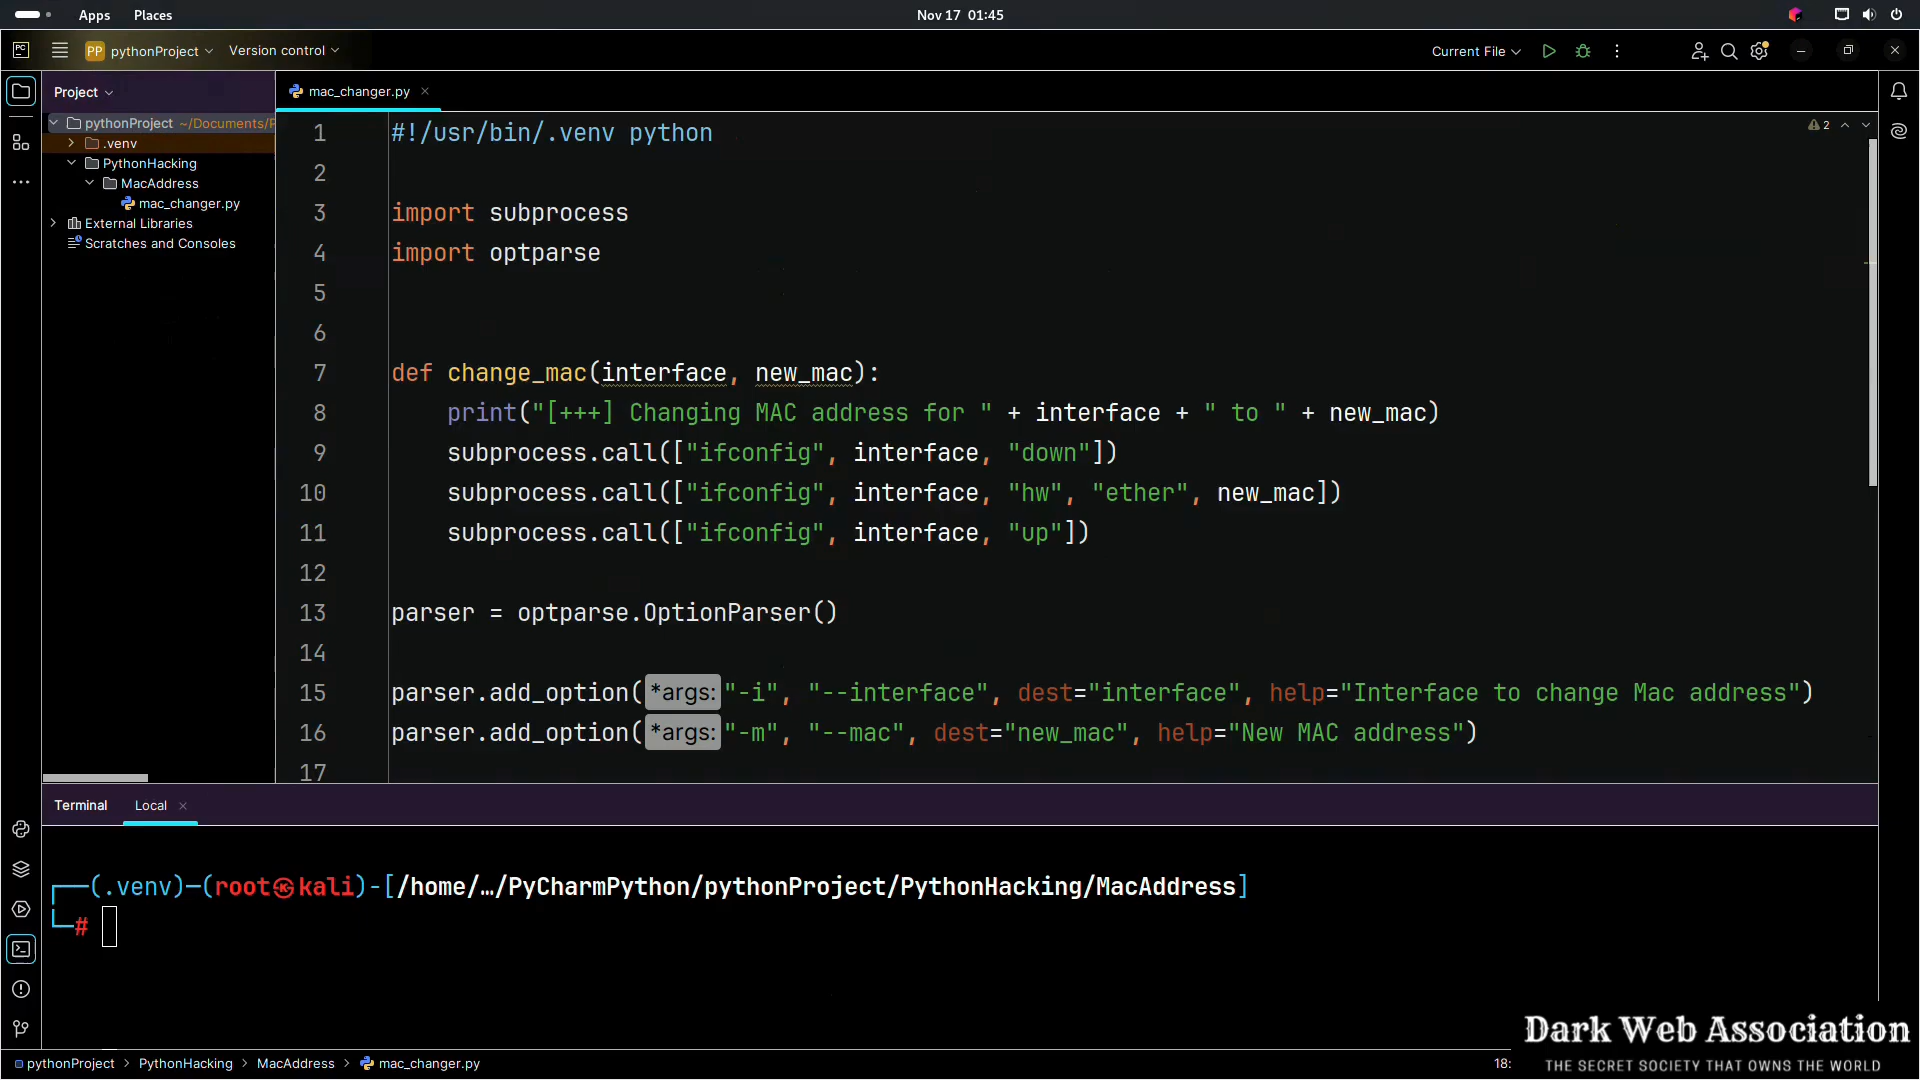 Apps Places Nov 17 01:45
PC PP pythonProject Version control Current File
Project mac_changer.py
pythonProject ~/Documents/P
.venv
PythonHacking
MacAddress
mac_changer.py
External Libraries
Scratches and Consoles
2
1 #!/usr/bin/.venv python
2
3 import subprocess
4 import optparse
5
6
7 def change_mac(interface, new_mac):
8 print("[+++] Changing MAC address for " + interface + " to " + new_mac)
9 subprocess.call(["ifconfig", interface, "down"])
10 subprocess.call(["ifconfig", interface, "hw", "ether", new_mac])
11 subprocess.call(["ifconfig", interface, "up"])
12
13 parser = optparse.OptionParser()
14
15 parser.add_option(*args: "-i", "--interface", dest="interface", help="Interface to change Mac address")
16 parser.add_option(*args: "-m", "--mac", dest="new_mac", help="New MAC address")
17
Terminal Local
(.venv)-(root㉿kali)-[/home/…/PyCharmPython/pythonProject/PythonHacking/MacAddress]
#
Dark Web Association
THE SECRET SOCIETY THAT OWNS THE WORLD
pythonProject > PythonHacking > MacAddress > mac_changer.py 18: